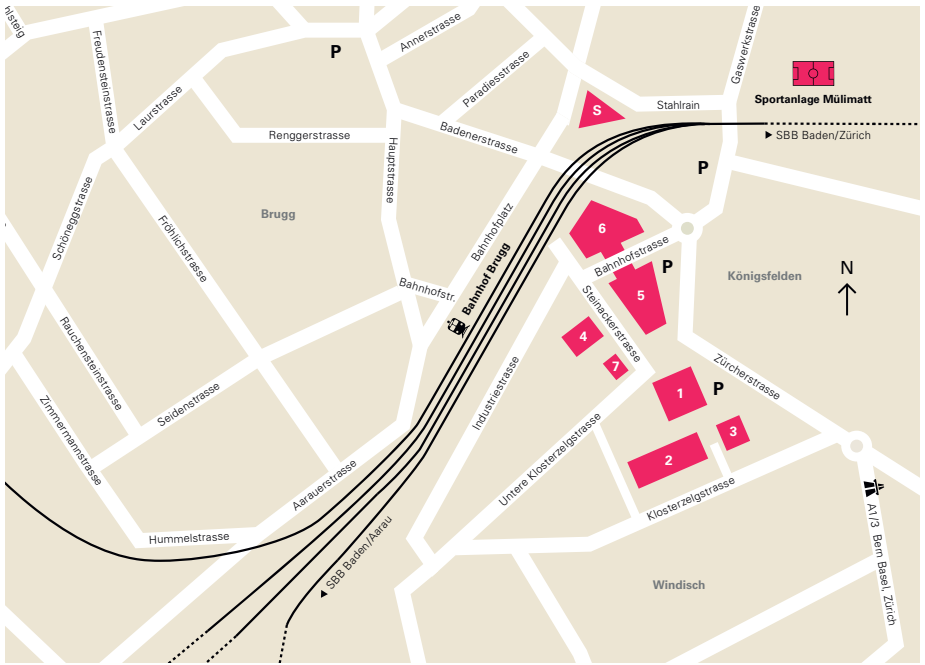 hlsteig
Freudensteinstrasse
P
Annerstrasse
Paradiesstrasse
Gaswerkstrasse
Laurstrasse
Stahlrain
Sportanlage Mülimatt
S
Renggerstrasse
Badenerstrasse
SBB Baden/Zürich
Hauptstrasse
P
Schöneggstrasse
Brugg
Fröhlichstrasse
Bahnhofplatz
6
Bahnhofstrasse
P
Königsfelden
N
Bahnhofstr.
Bahnhof Brugg
5
Steinackerstrasse
4
7
Rauchensteinstrasse
Zürcherstrasse
1
P
Seidenstrasse
Industriestrasse
3
Zimmermannstrasse
2
Untere Klosterzelgstrasse
Aarauerstrasse
Klosterzelgstrasse
Hummelstrasse
SBB Baden/Aarau
A1/3 Bern Basel, Zürich
Windisch